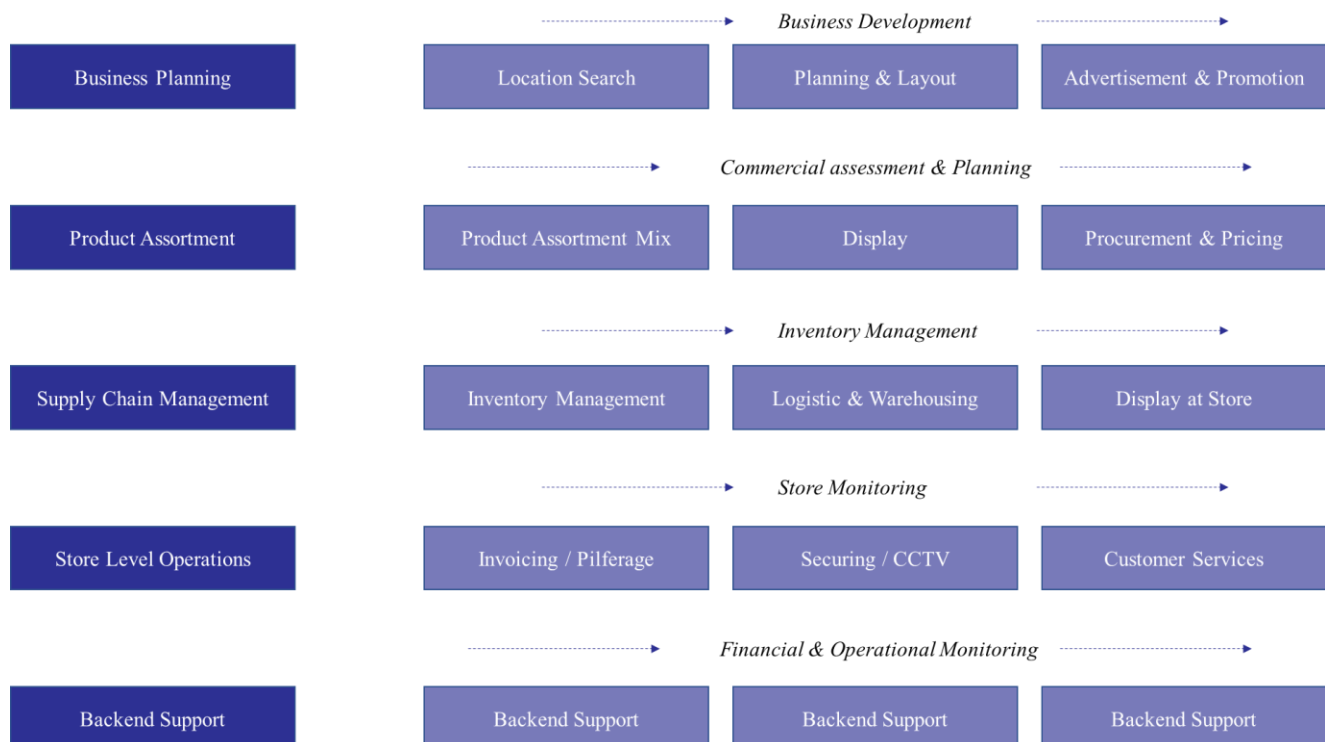 Business Development
Business Planning
Location Search
Planning & Layout
Advertisement & Promotion
Commercial assessment & Planning
Product Assortment
Product Assortment Mix
Display
Procurement & Pricing
Inventory Management
Supply Chain Management
Inventory Management
Logistic & Warehousing
Display at Store
Store Monitoring
Store Level Operations
Invoicing / Pilferage
Securing / CCTV
Customer Services
Financial & Operational Monitoring
Backend Support
Backend Support
Backend Support
Backend Support